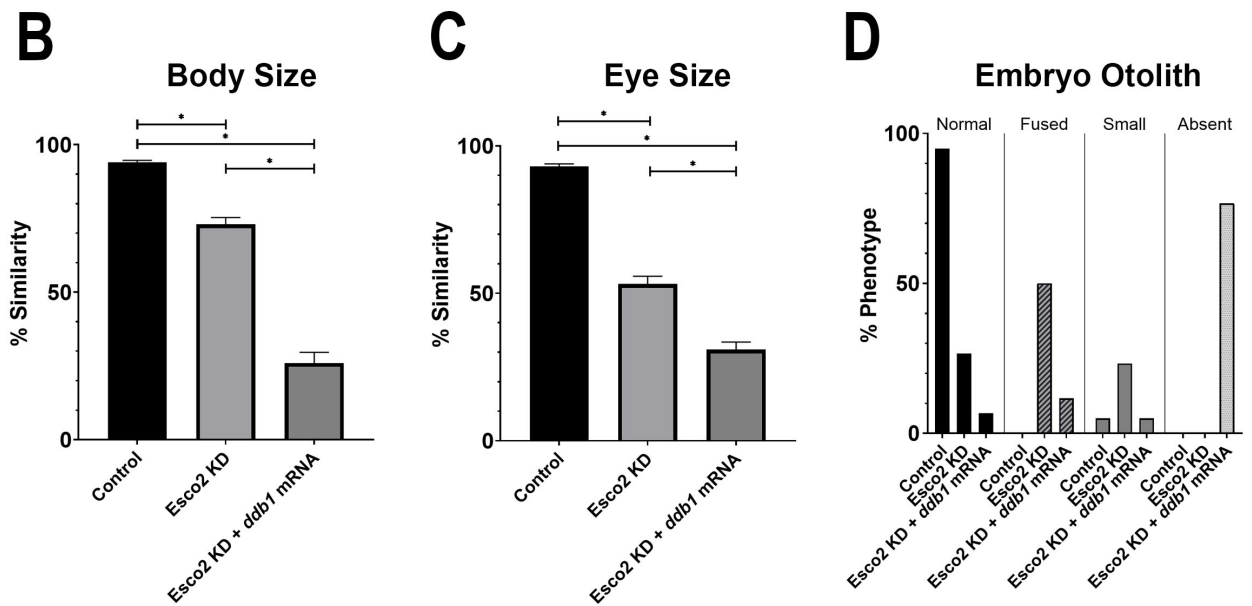 B
Body Size
% Similarity
100
50
0
*
*
*
Control
Esco2 KD
Esco2 KD + ddb1 mRNA
C
Eye Size
% Similarity
100
50
0
*
*
*
Control
Esco2 KD
Esco2 KD + ddb1 mRNA
D
Embryo Otolith
Normal
Fused
Small
Absent
% Phenotype
100
50
0
Control
Esco2 KD
Esco2 KD + ddb1 mRNA
Control
Esco2 KD
Esco2 KD + ddb1 mRNA
Control
Esco2 KD
Esco2 KD + ddb1 mRNA
Control
Esco2 KD
Esco2 KD + ddb1 mRNA